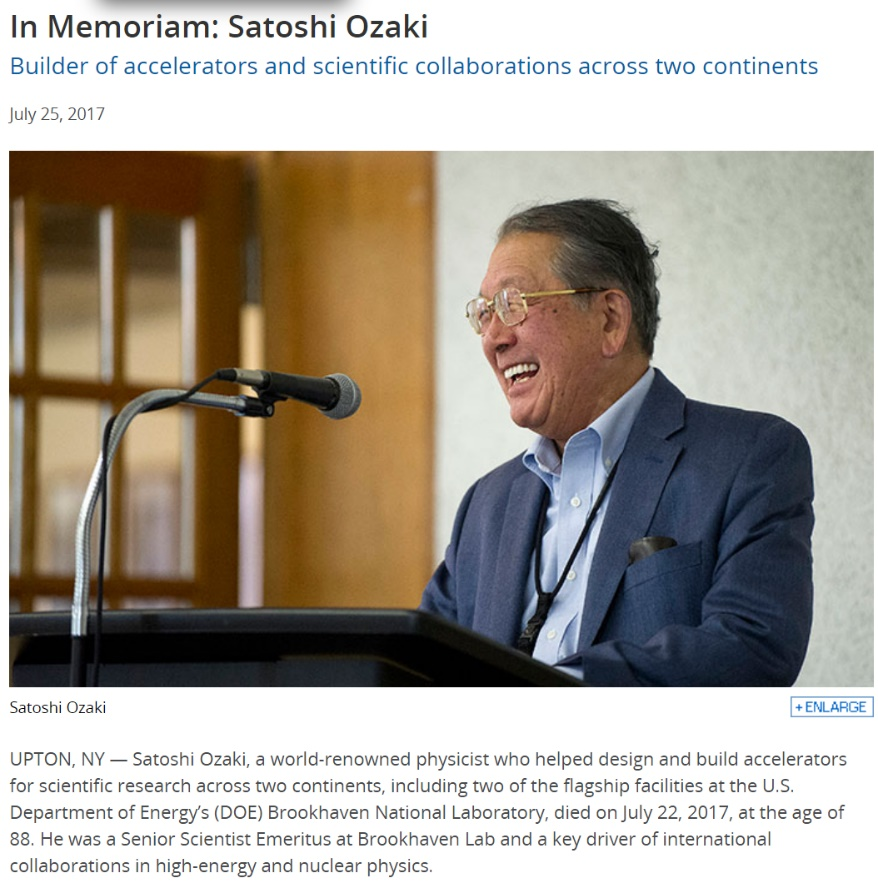 In Memoriam: Satoshi Ozaki
Builder of accelerators and scientific collaborations across two continents
July 25, 2017
Satoshi Ozaki
+ENLARGE
UPTON, NY — Satoshi Ozaki, a world-renowned physicist who helped design and build accelerators
for scientific research across two continents, including two of the flagship facilities at the U.S.
Department of Energy’s (DOE) Brookhaven National Laboratory, died on July 22, 2017, at the age of
88. He was a Senior Scientist Emeritus at Brookhaven Lab and a key driver of international
collaborations in high-energy and nuclear physics.